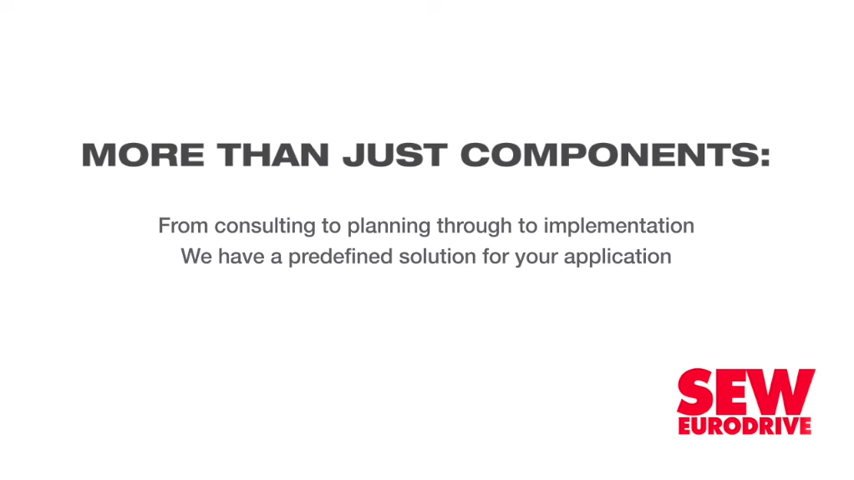 MORE THAN JUST COMPONENTS:
From consulting to planning through to implementation
We have a predefined solution for your application
SEW
EURODRIVE